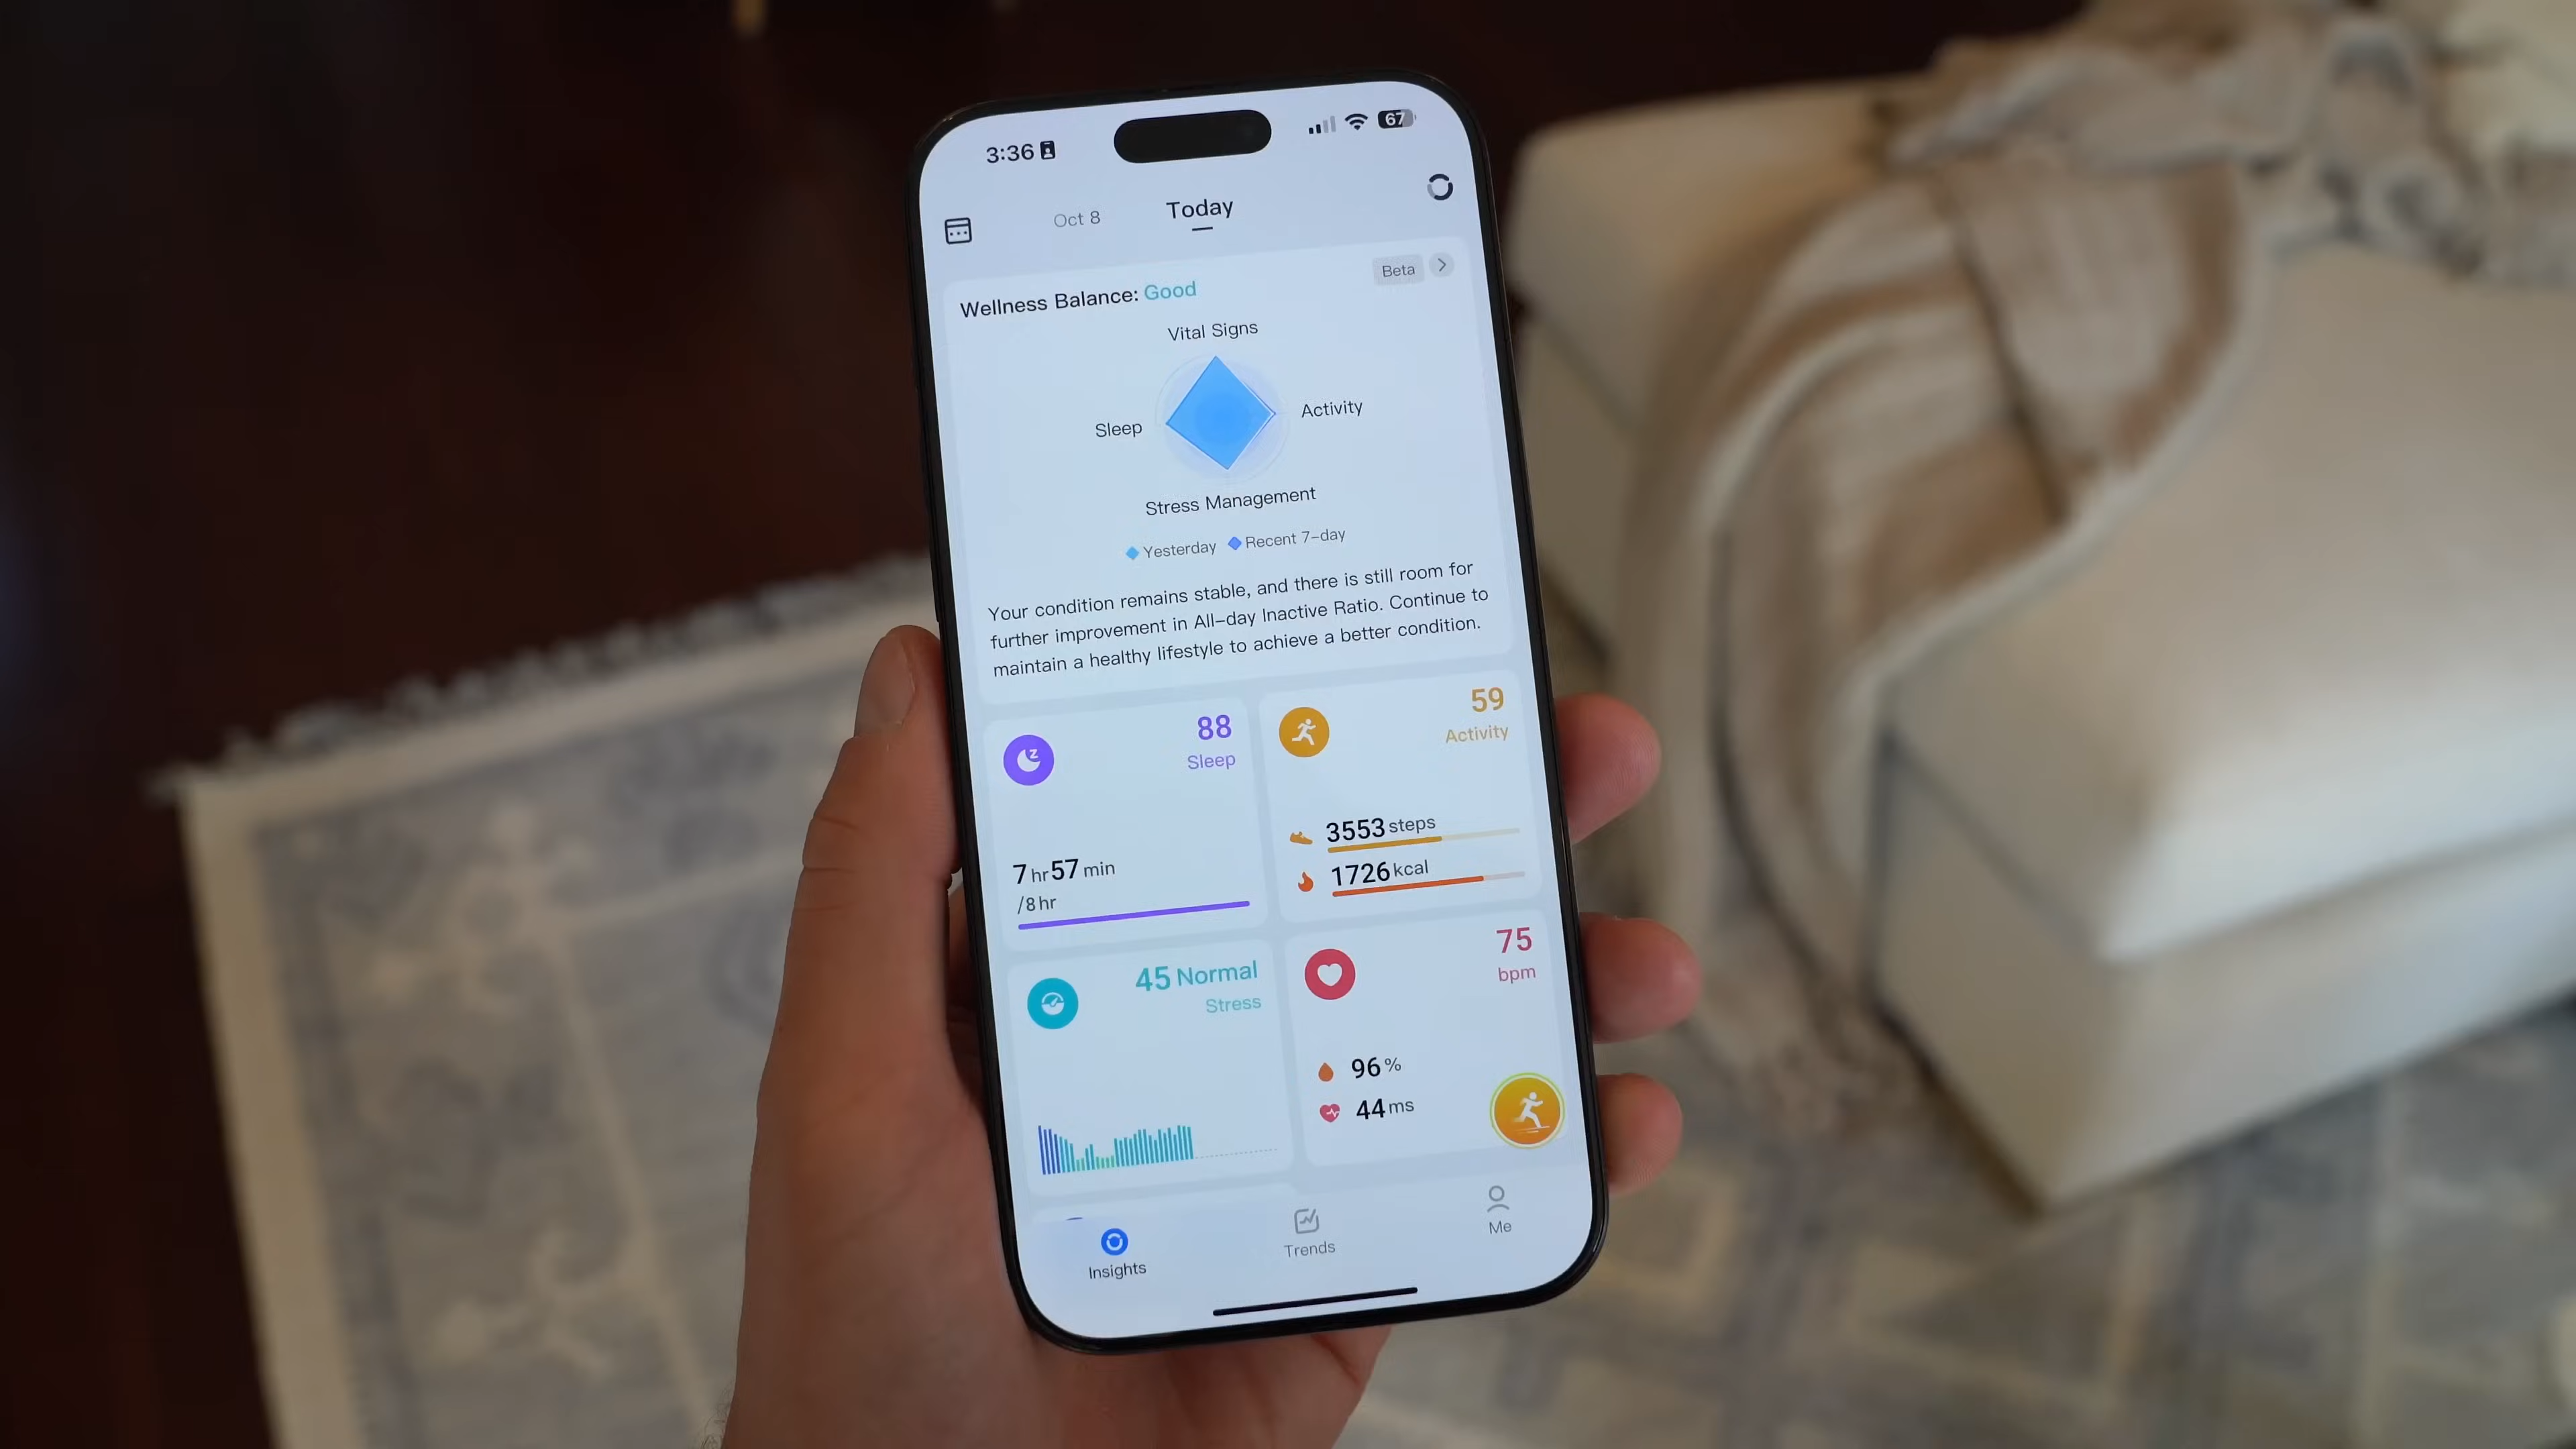 3:36
67
Oct 8
Today
Wellness Balance: Good
Beta
Vital Signs
Sleep
Activity
Stress Management
Yesterday
Recent 7-day
Your condition remains stable, and there is still room for
further improvement in All-day Inactive Ratio. Continue to
maintain a healthy lifestyle to achieve a better condition.
88
Sleep
7 hr 57 min
/8 hr
59
Activity
3553 steps
1726 kcal
45 Normal
Stress
75
bpm
96 %
44 ms
Insights
Trends
Me